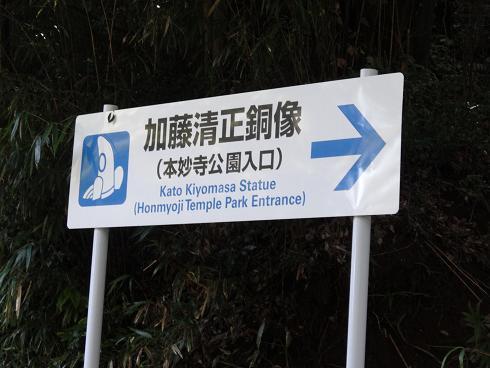 加藤清正銅像
（本妙寺公園入口）
Kato Kiyomasa Statue
(Honmyoji Temple Park Entrance)